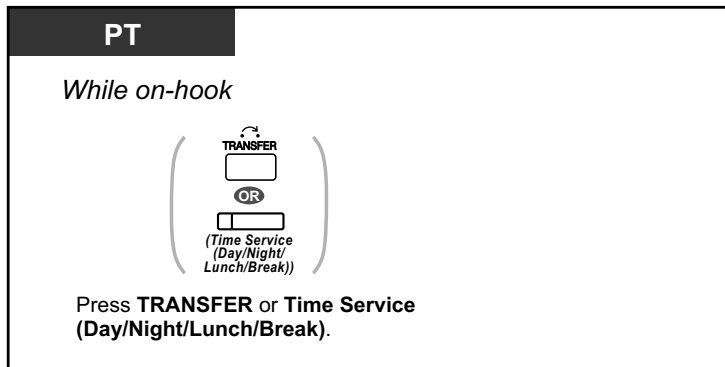 PT
While on-hook
TRANSFER
OR
(Time Service
(Day/Night/
Lunch/Break))
Press TRANSFER or Time Service
(Day/Night/Lunch/Break).